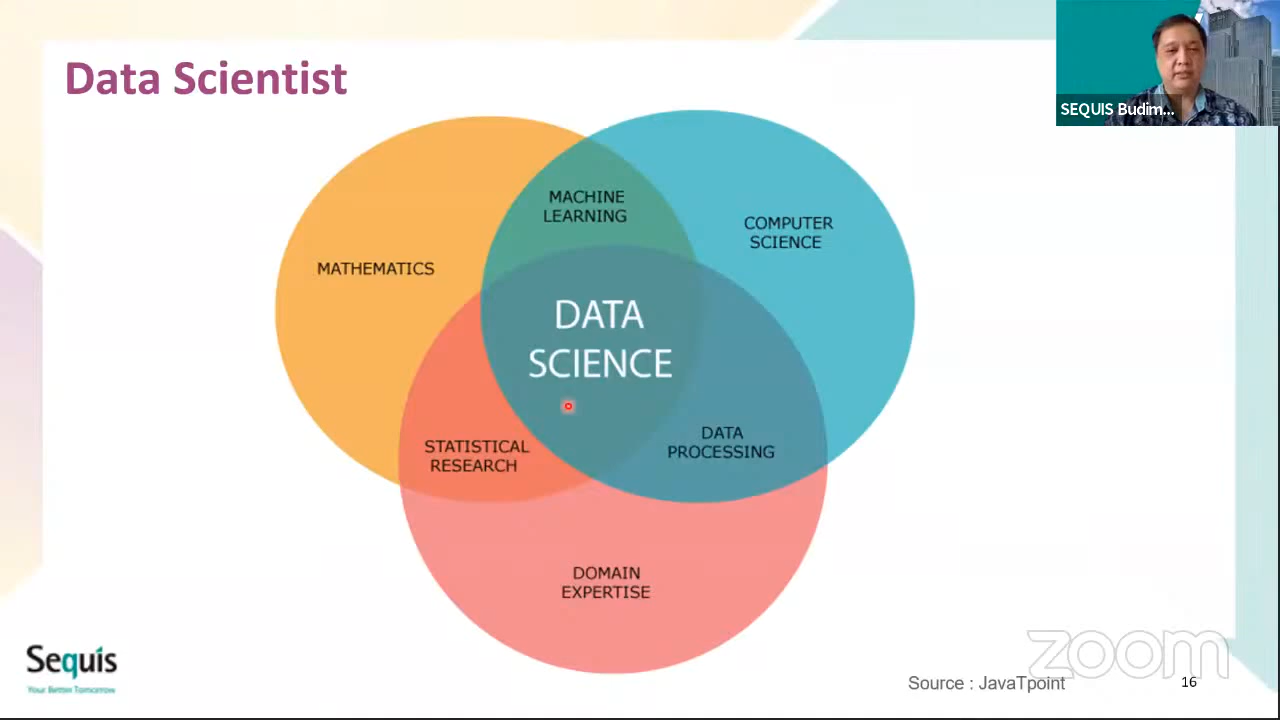 Data Scientist
SEQUIS Budim...
MACHINE
LEARNING
COMPUTER
SCIENCE
MATHEMATICS
DATA
SCIENCE
STATISTICAL
RESEARCH
DATA
PROCESSING
DOMAIN
EXPERTISE
Sequis
Your Better Tomorrow
zoom
Source : JavaTpoint
16